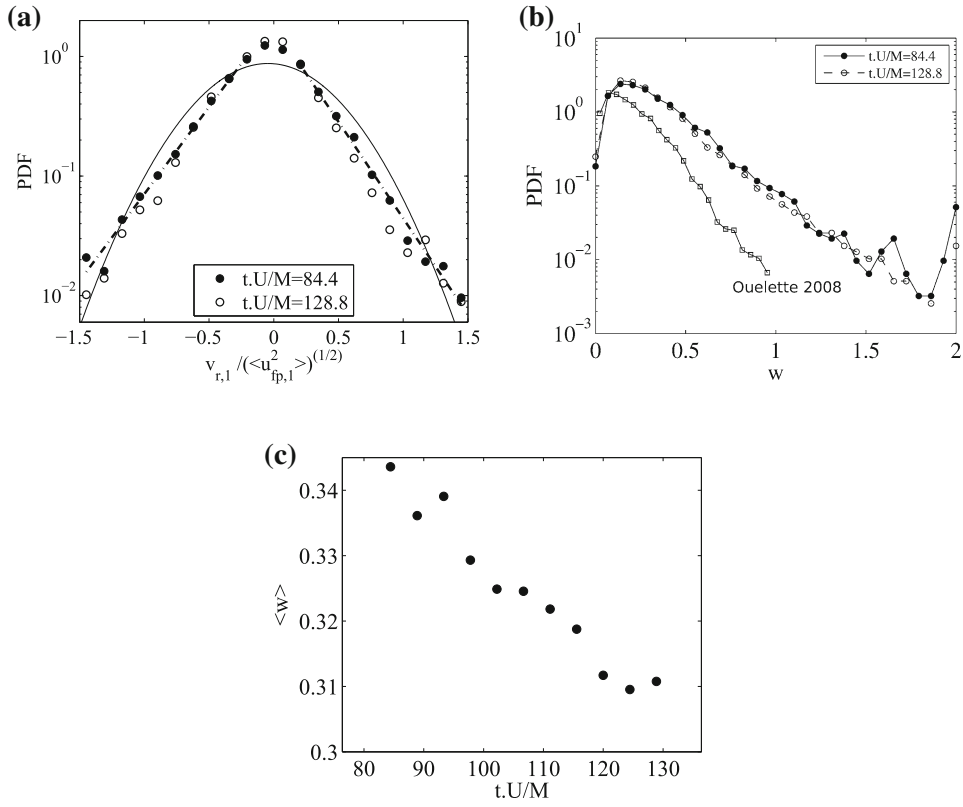 (a)
PDF
10^0
10^-1
10^-2
t.U/M=84.4
t.U/M=128.8
−1.5 −1 −0.5 0 0.5 1 1.5
v_{r,1} /(<u^2_{fp,1}>)^(1/2)
(b)
PDF
10^1
10^0
10^-1
10^-2
10^-3
t.U/M=84.4
t.U/M=128.8
Ouelette 2008
0 0.5 1 1.5 2
w
(c)
<w>
0.34
0.33
0.32
0.31
0.3
80 90 100 110 120 130
t.U/M